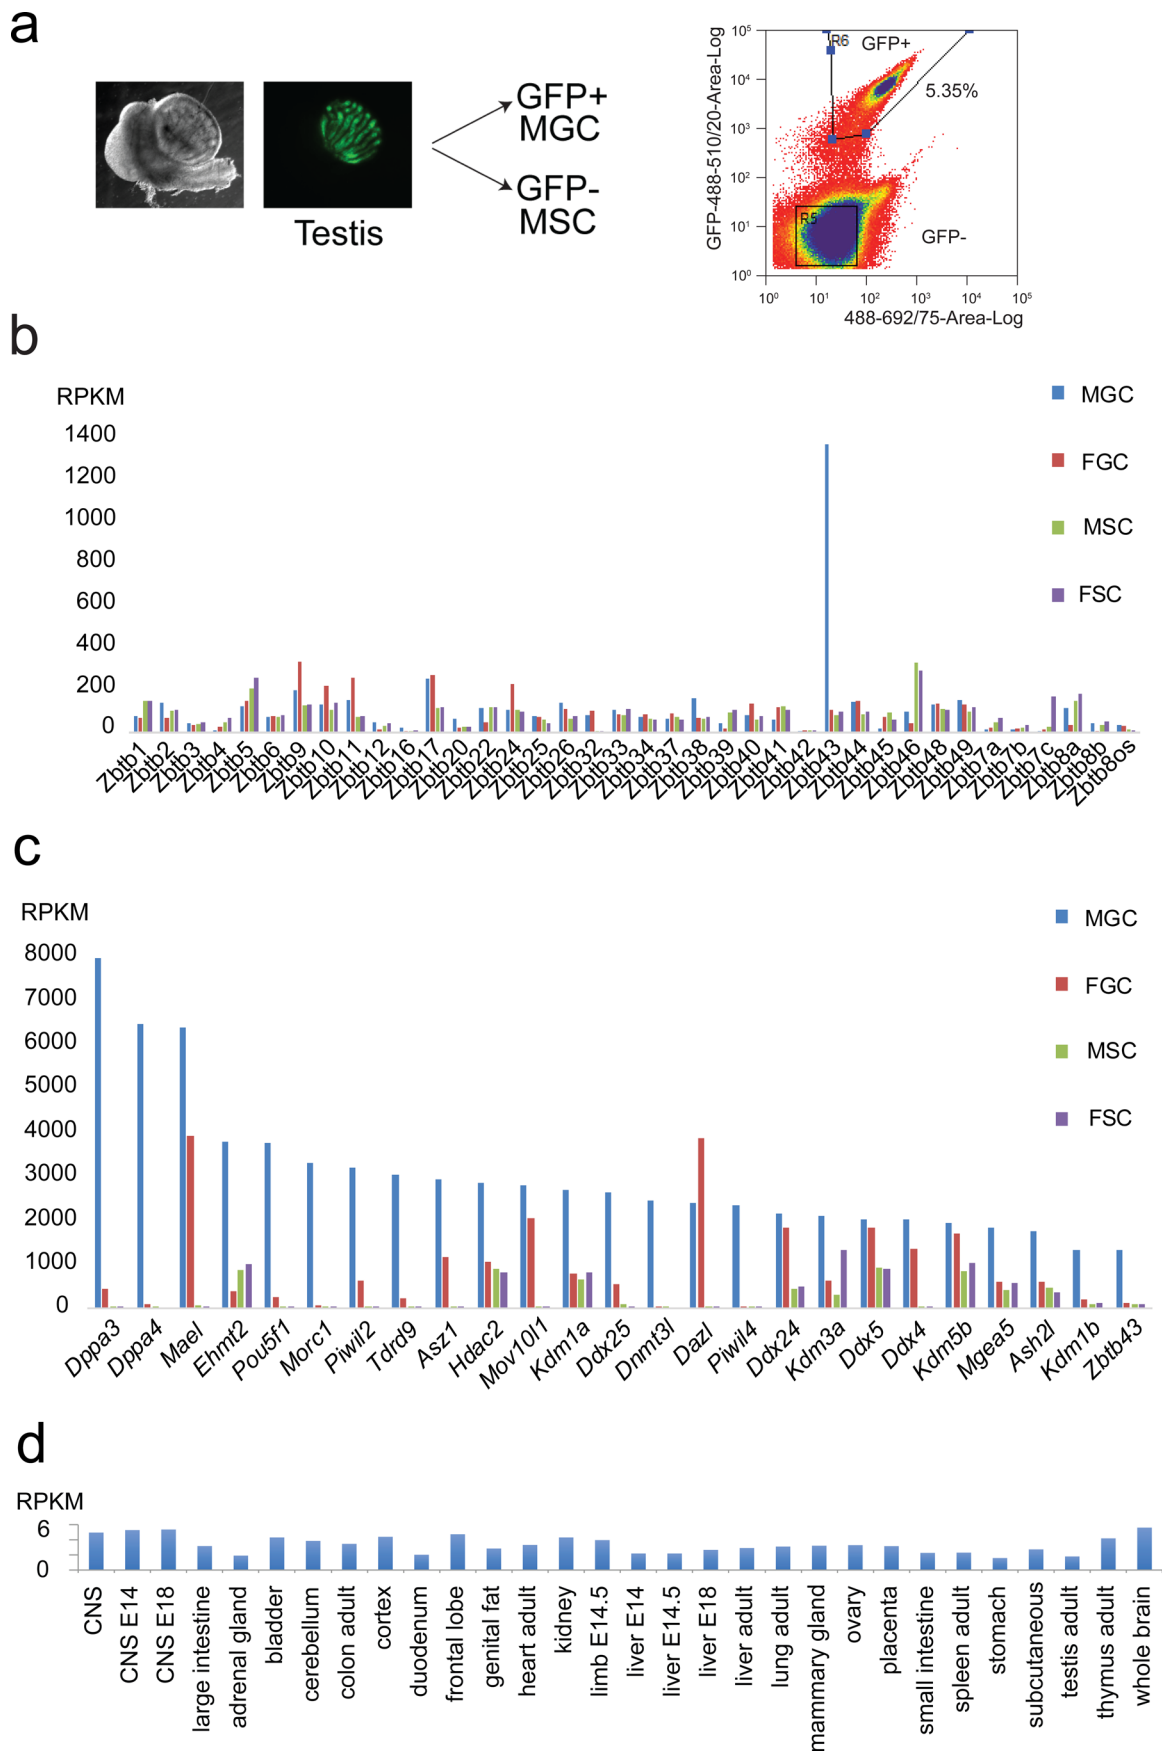 a
GFP+
MGC
GFP-
MSC
Testis
GFP-488-510/20-Area-Log
10⁵
10⁴
10³
10²
10¹
10⁰
R6
GFP+
5.35%
R5
GFP-
10⁰ 10¹ 10² 10³ 10⁴ 10⁵
488-692/75-Area-Log
b
RPKM
1400
1200
1000
800
600
400
200
0
MGC
FGC
MSC
FSC
Zbtb1 Zbtb2 Zbtb3 Zbtb4 Zbtb5 Zbtb6 Zbtb9 Zbtb10 Zbtb11 Zbtb12 Zbtb16 Zbtb17 Zbtb20 Zbtb22 Zbtb24 Zbtb25 Zbtb26 Zbtb32 Zbtb33 Zbtb34 Zbtb37 Zbtb38 Zbtb39 Zbtb40 Zbtb41 Zbtb42 Zbtb43 Zbtb44 Zbtb45 Zbtb46 Zbtb48 Zbtb49 Zbtb7a Zbtb7b Zbtb7c Zbtb8a Zbtb8b Zbtb8os
c
RPKM
8000
7000
6000
5000
4000
3000
2000
1000
0
MGC
FGC
MSC
FSC
Dppa3 Dppa4 Mael Ehmt2 Pou5f1 Morc1 Piwil2 Tdrd9 Asz1 Hdac2 Mov10l1 Kdm1a Ddx25 Dnmt3l Dazl Piwil4 Ddx24 Kdm3a Ddx5 Ddx4 Kdm5b Mgea5 Ash2l Kdm1b Zbtb43
d
RPKM
6
0
CNS
CNS E14
CNS E18
large intestine
adrenal gland
bladder
cerebellum
colon adult
cortex
duodenum
frontal lobe
genital fat
heart adult
kidney
limb E14.5
liver E14
liver E14.5
liver E18
liver adult
lung adult
mammary gland
ovary
placenta
small intestine
spleen adult
stomach
subcutaneous
testis adult
thymus adult
whole brain